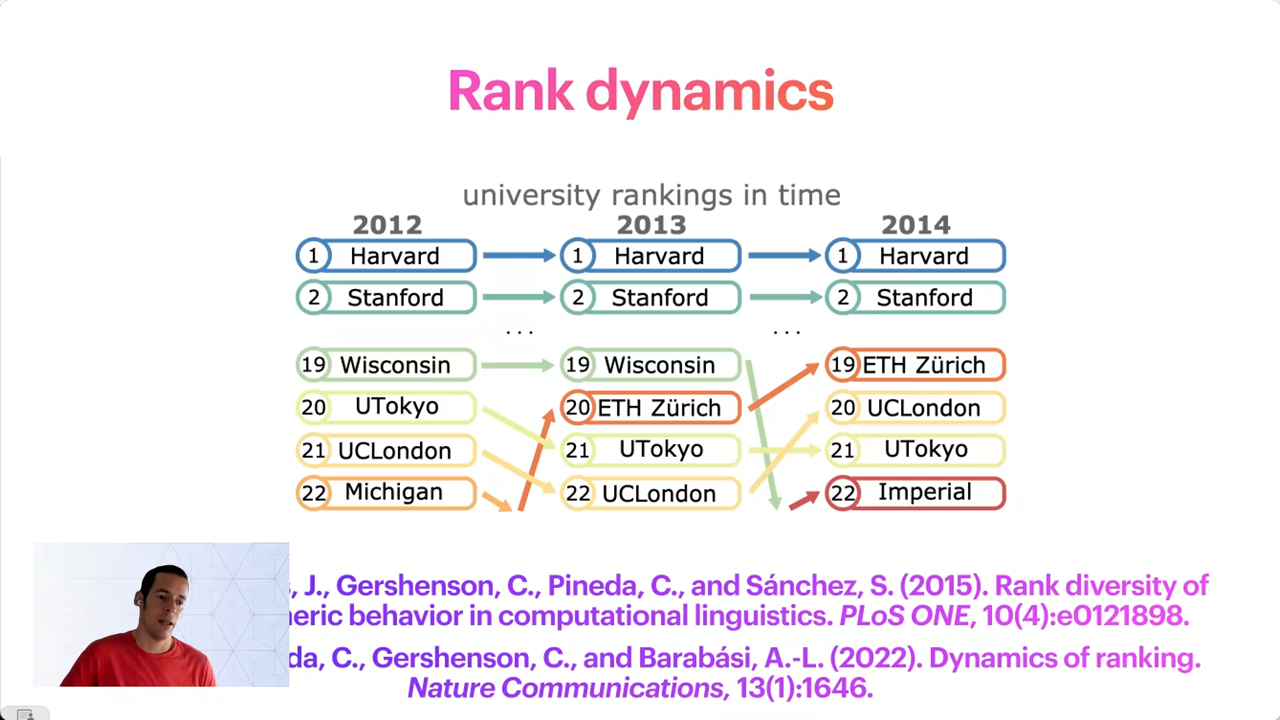 Rank dynamics
university rankings in time
2012 2013 2014
1 Harvard 1 Harvard 1 Harvard
2 Stanford 2 Stanford 2 Stanford
... ...
19 Wisconsin 19 Wisconsin 19 ETH Zürich
20 UTokyo 20 ETH Zürich 20 UCLondon
21 UCLondon 21 UTokyo 21 UTokyo
22 Michigan 22 UCLondon 22 Imperial
, J., Gershenson, C., Pineda, C., and Sánchez, S. (2015). Rank diversity of
behavior in computational linguistics. PLoS ONE, 10(4):e0121898.
C., Gershenson, C., and Barabási, A.-L. (2022). Dynamics of ranking.
Nature Communications, 13(1):1646.